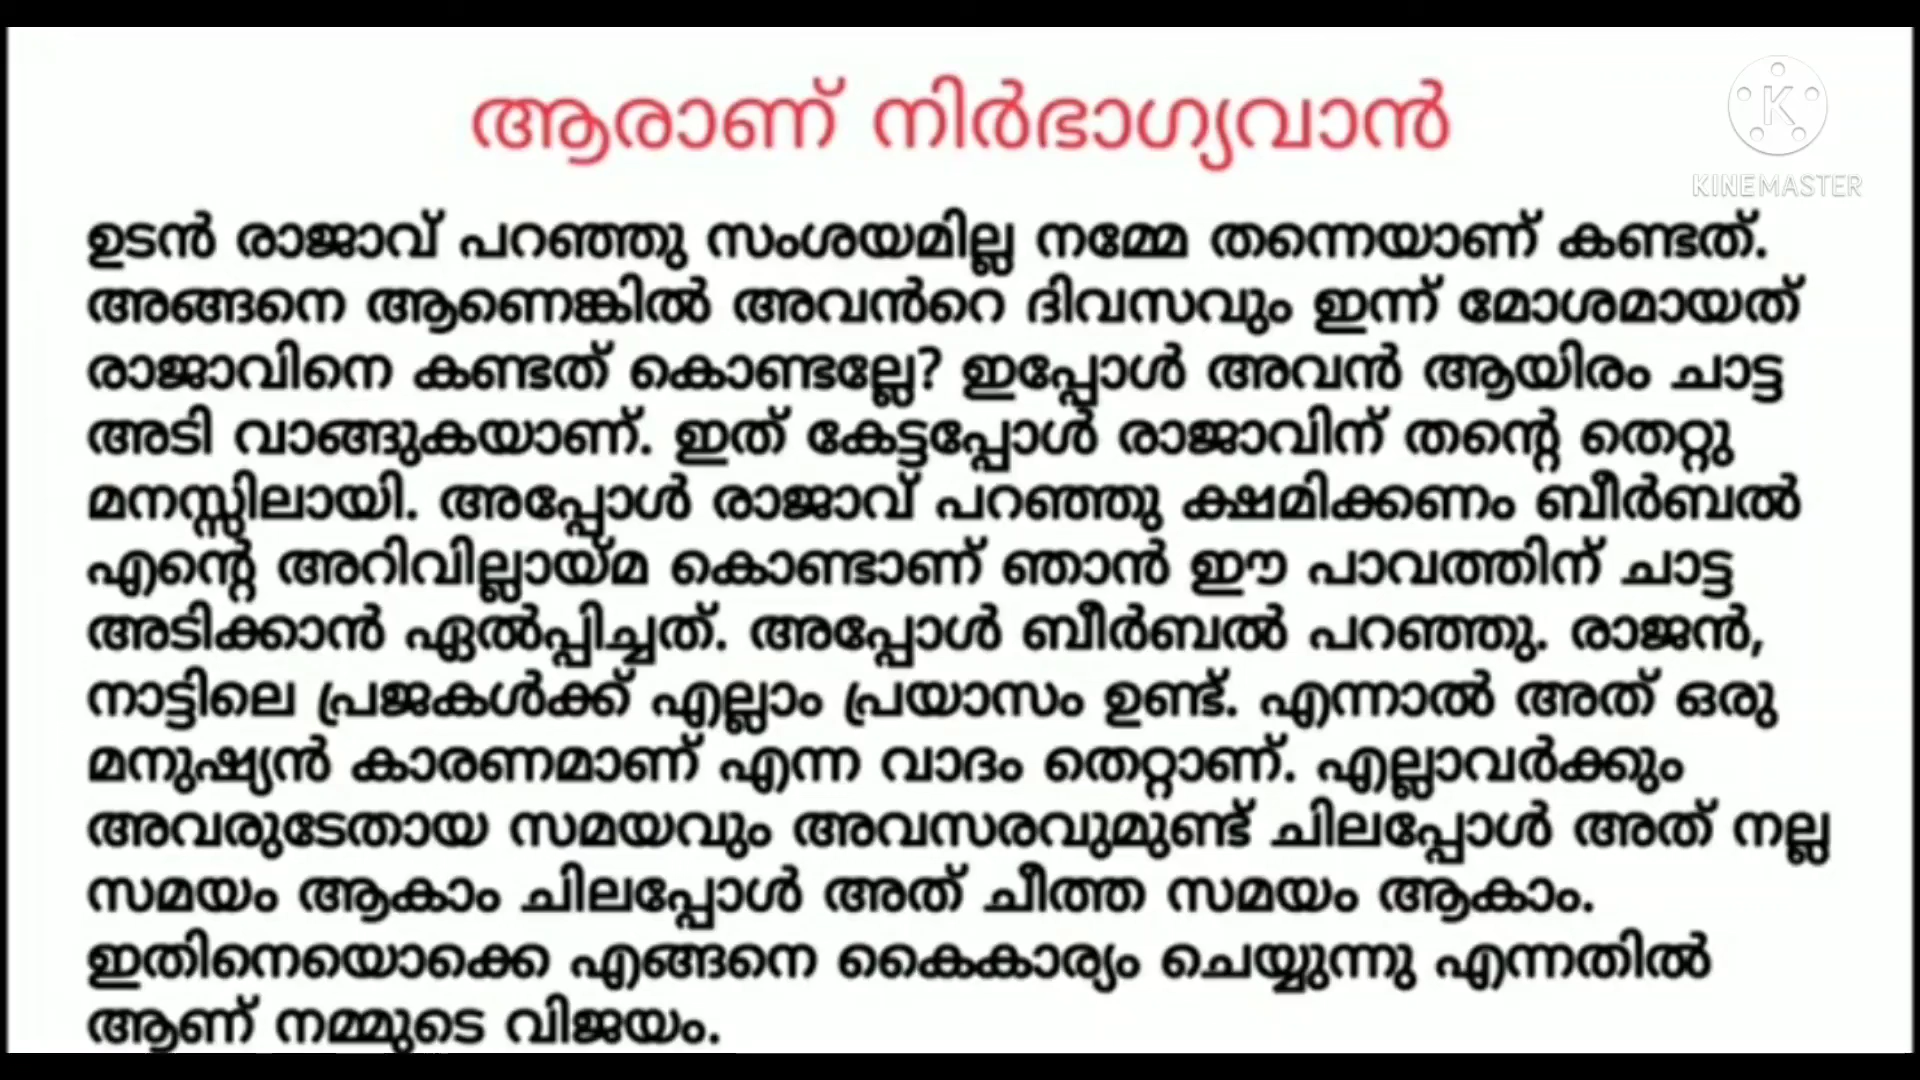 ആരാണ് നിർഭാഗ്യവാൻ
KINEMASTER
ഉടൻ രാജാവ് പറഞ്ഞു സംശയമില്ല നമ്മേ തന്നെയാണ് കണ്ടത്.
അങ്ങനെ ആണെങ്കിൽ അവൻറെ ദിവസവും ഇന്ന് മോശമായത്
രാജാവിനെ കണ്ടത് കൊണ്ടല്ലേ? ഇപ്പോൾ അവൻ ആയിരം ചാട്ട
അടി വാങ്ങുകയാണ്. ഇത് കേട്ടപ്പോൾ രാജാവിന് തന്റെ തെറ്റു
മനസ്സിലായി. അപ്പോൾ രാജാവ് പറഞ്ഞു ക്ഷമിക്കണം ബീർബൽ
എന്റെ അറിവില്ലായ്മ കൊണ്ടാണ് ഞാൻ ഈ പാവത്തിന് ചാട്ട
അടിക്കാൻ ഏൽപ്പിച്ചത്. അപ്പോൾ ബീർബൽ പറഞ്ഞു. രാജൻ,
നാട്ടിലെ പ്രജകൾക്ക് എല്ലാം പ്രയാസം ഉണ്ട്. എന്നാൽ അത് ഒരു
മനുഷ്യൻ കാരണമാണ് എന്ന വാദം തെറ്റാണ്. എല്ലാവർക്കും
അവരുടേതായ സമയവും അവസരവുമുണ്ട് ചിലപ്പോൾ അത് നല്ല
സമയം ആകാം ചിലപ്പോൾ അത് ചീത്ത സമയം ആകാം.
ഇതിനെയൊക്കെ എങ്ങനെ കൈകാര്യം ചെയ്യുന്നു എന്നതിൽ
ആണ് നമ്മുടെ വിജയം.